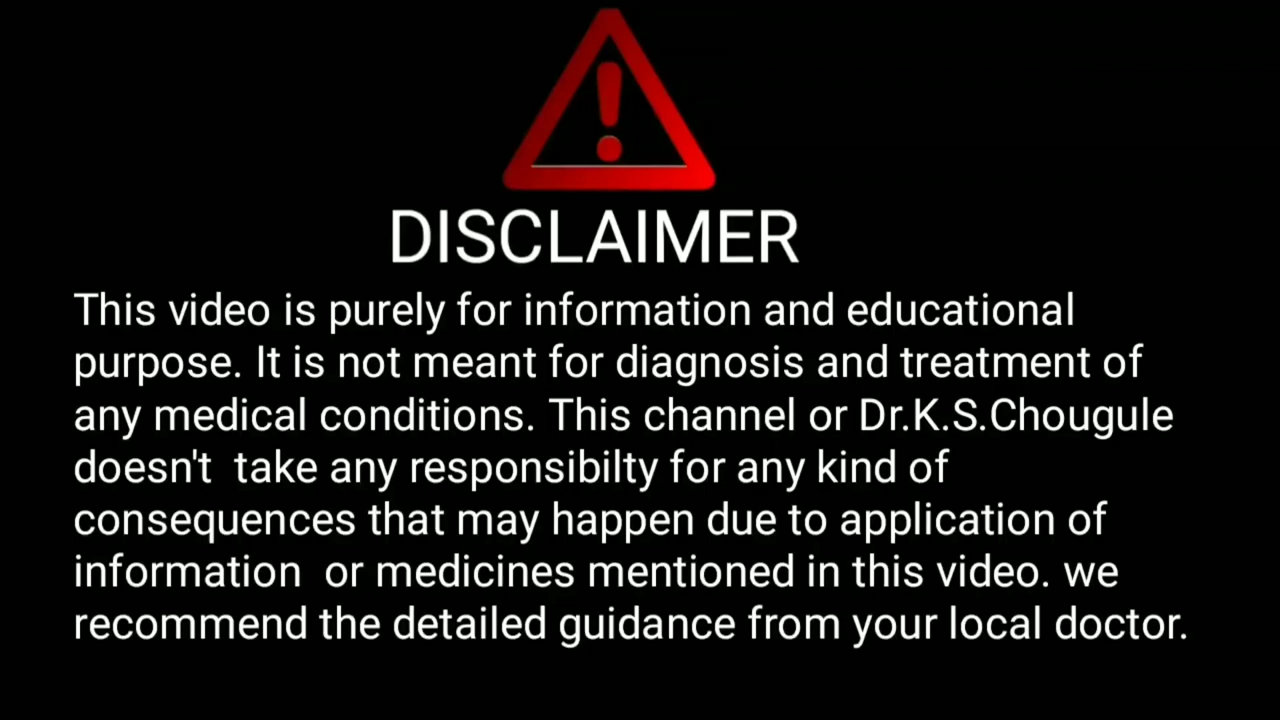 DISCLAIMER
This video is purely for information and educational
purpose. It is not meant for diagnosis and treatment of
any medical conditions. This channel or Dr.K.S.Chougule
doesn't  take any responsibilty for any kind of
consequences that may happen due to application of
information  or medicines mentioned in this video. we
recommend the detailed guidance from your local doctor.